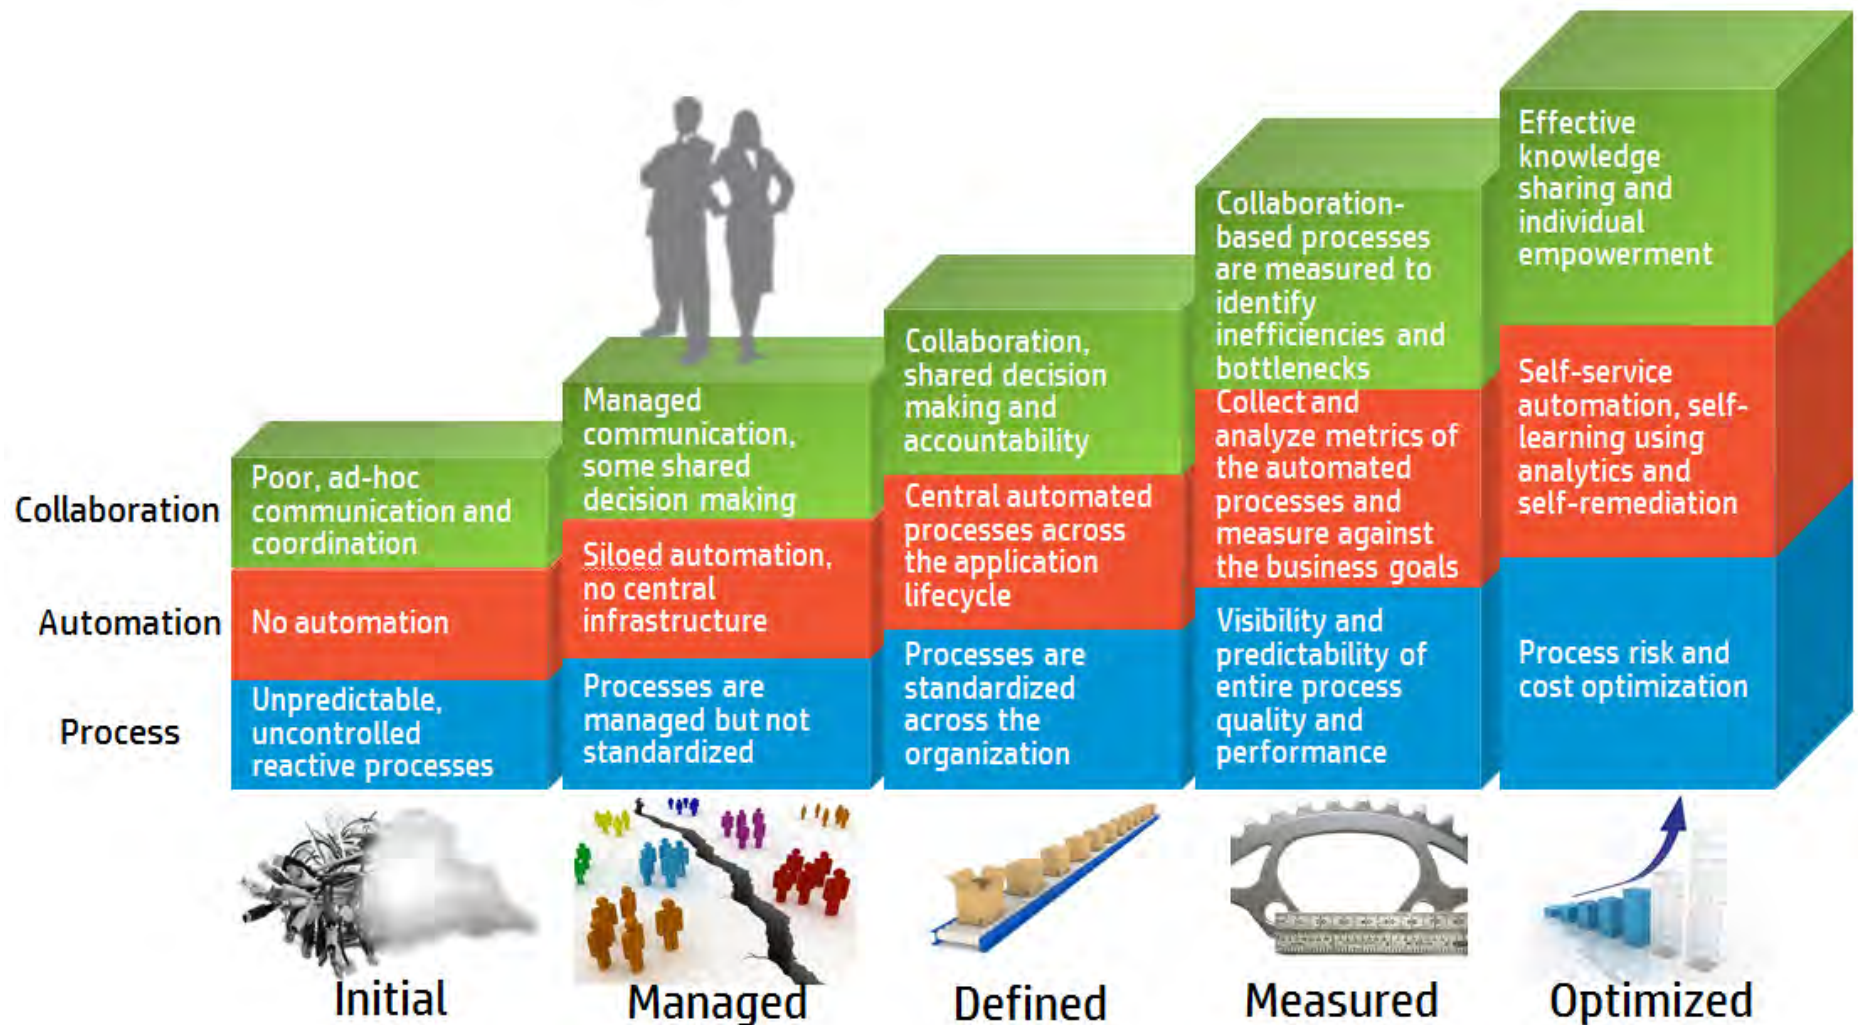 Collaboration
Automation
Process
Poor, ad-hoc
communication and
coordination
No automation
Unpredictable,
uncontrolled
reactive processes
Initial
Managed
communication,
some shared
decision making
Siloed automation,
no central
infrastructure
Processes are
managed but not
standardized
Managed
Collaboration,
shared decision
making and
accountability
Central automated
processes across
the application
lifecycle
Processes are
standardized
across the
organization
Defined
Collaboration-
based processes
are measured to
identify
inefficiencies and
bottlenecks
Collect and
analyze metrics of
the automated
processes and
measure against
the business goals
Visibility and
predictability of
entire process
quality and
performance
Measured
Effective
knowledge
sharing and
individual
empowerment
Self-service
automation, self-
learning using
analytics and
self-remediation
Process risk and
cost optimization
Optimized